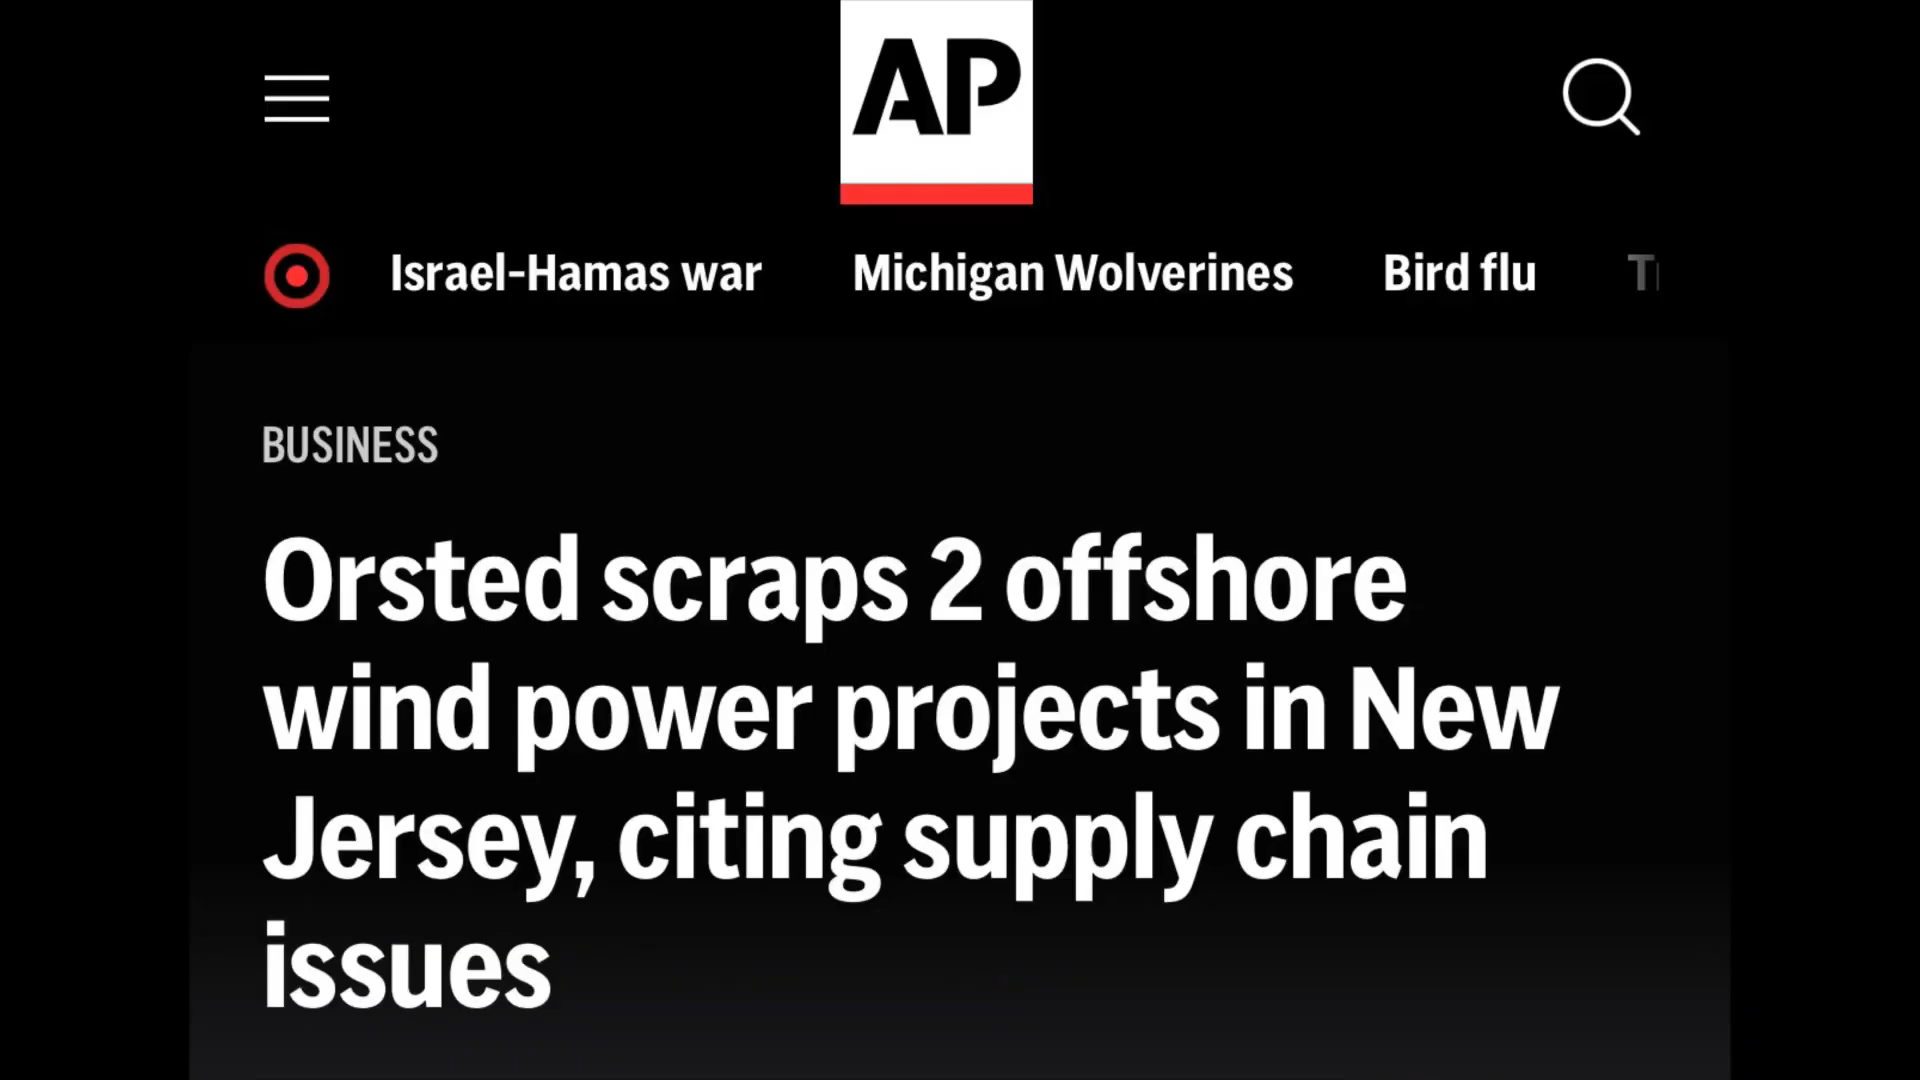 AP
Israel-Hamas war Michigan Wolverines Bird flu
BUSINESS
Orsted scraps 2 offshore
wind power projects in New
Jersey, citing supply chain
issues